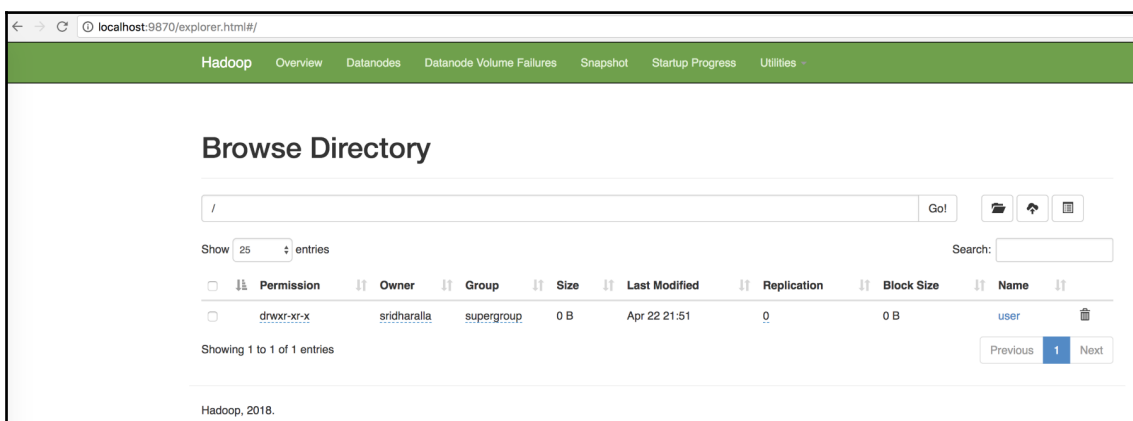 localhost:9870/explorer.html#/
Hadoop Overview Datanodes Datanode Volume Failures Snapshot Startup Progress Utilities
Browse Directory
/ Go!
Show 25 entries Search:
Permission Owner Group Size Last Modified Replication Block Size Name
drwxr-xr-x sridharalla supergroup 0 B Apr 22 21:51 0 0 B user
Showing 1 to 1 of 1 entries Previous 1 Next
Hadoop, 2018.